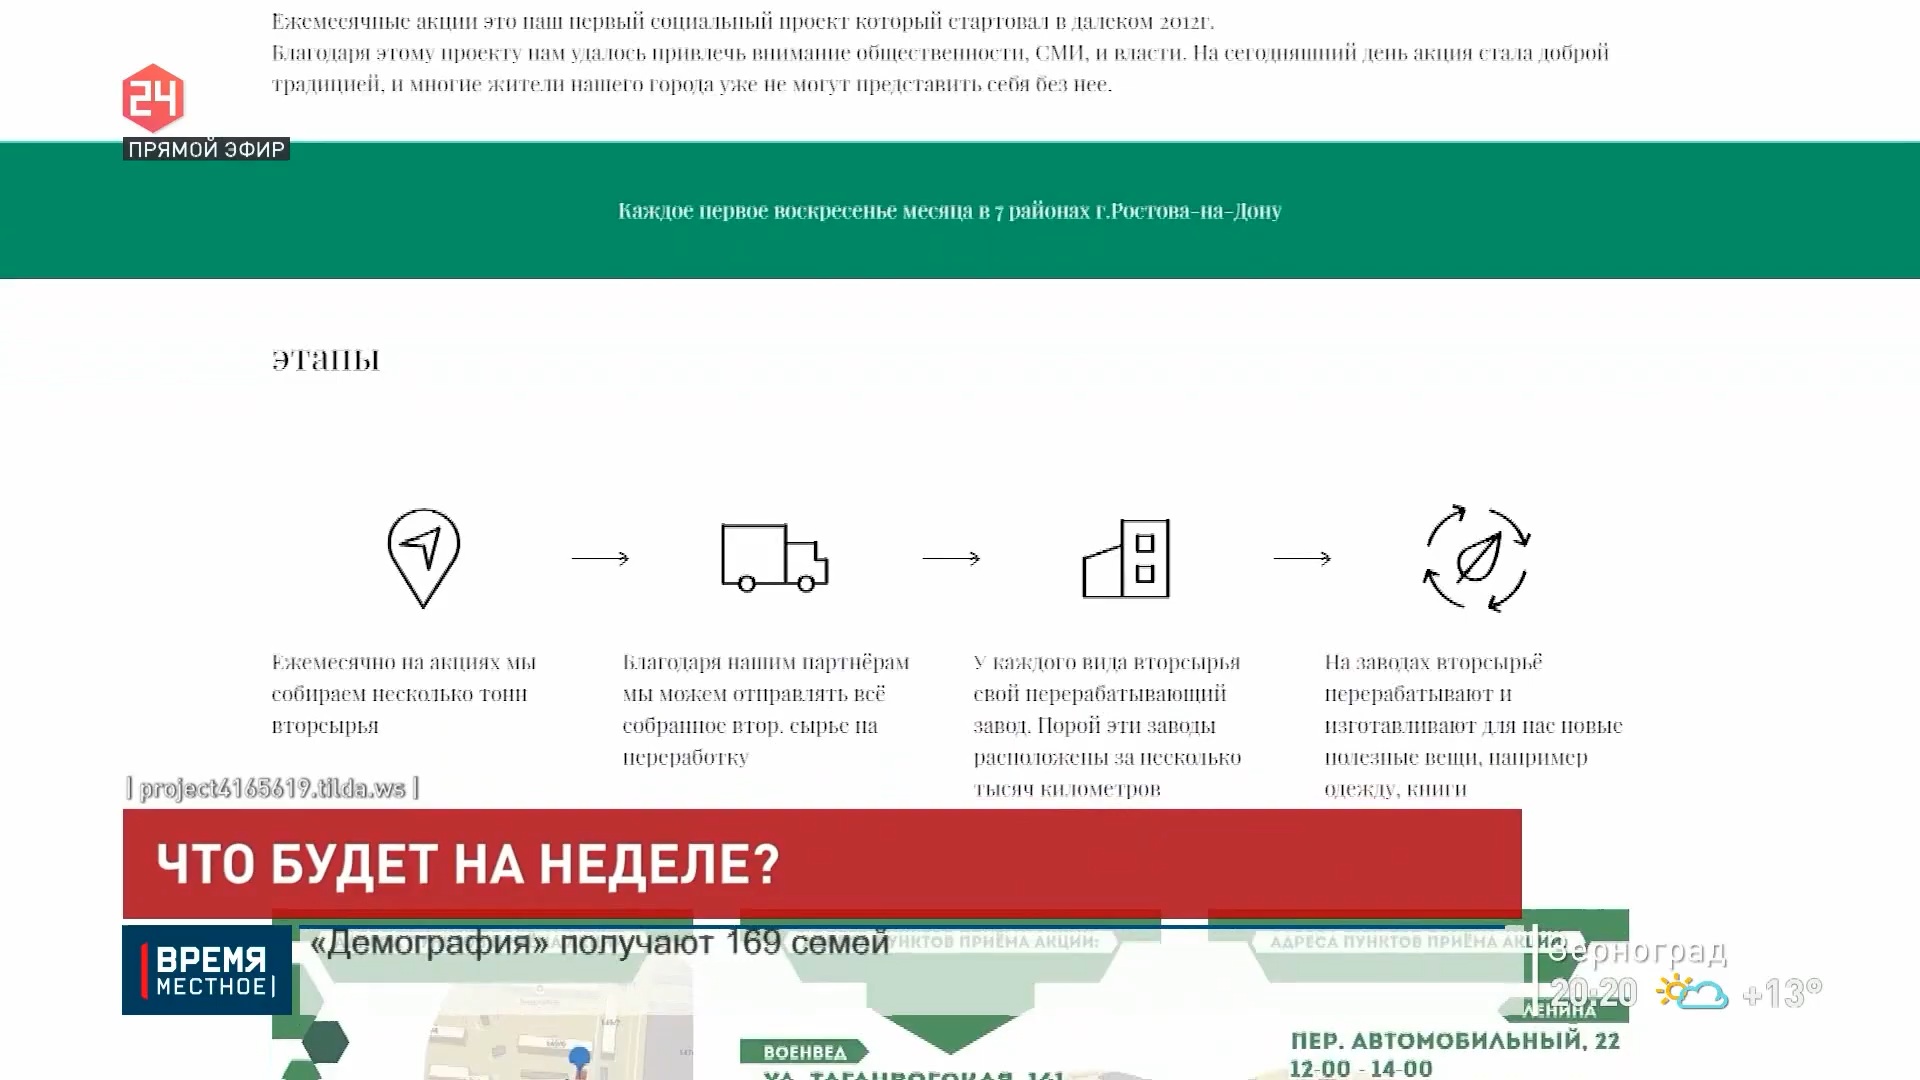 Ежемесячные акции это наш первый социальный проект который стартовал в далеком 2012г.
Благодаря этому проекту нам удалось привлечь внимание общественности, СМИ, и власти. На сегодняшний день акция стала доброй
традицией, и многие жители нашего города уже не могут представить себя без нее.
24
ПРЯМОЙ ЭФИР
Каждое первое воскресенье месяца в 7 районах г.Ростова-на-Дону
этапы
Ежемесячно на акциях мы
собираем несколько тонн
вторсырья
Благодаря нашим партнёрам
мы можем отправлять всё
собранное втор. сырье на
переработку
У каждого вида вторсырья
свой перерабатывающий
завод. Порой эти заводы
расположены за несколько
тысяч километров
На заводах вторсырьё
перерабатывают и
изготавливают для нас новые
полезные вещи, например
одежду, книги
| project4165619.tilda.ws |
ЧТО БУДЕТ НА НЕДЕЛЕ?
ВРЕМЯ
МЕСТНОЕ|
«Демография» получают 169 семей
ПРИЁМА АКЦИИ:
АДРЕСА ПУНКТОВ ПРИЁМА
Зерноград
20:20 +13°
ЛЕНИНА
ПЕР. АВТОМОБИЛЬНЫЙ, 22
12-00 - 14-00
ВОЕНВЕД
УЛ. ТАГАНРОГСКАЯ, 161